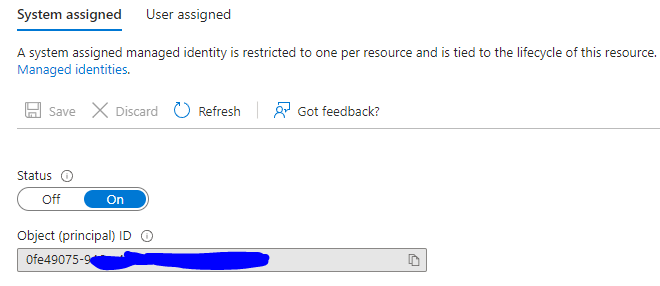 System assigned User assigned
A system assigned managed identity is restricted to one per resource and is tied to the lifecycle of this resource.
Managed identities.
Save Discard Refresh Got feedback?
Status
Off On
Object (principal) ID
0fe49075-9